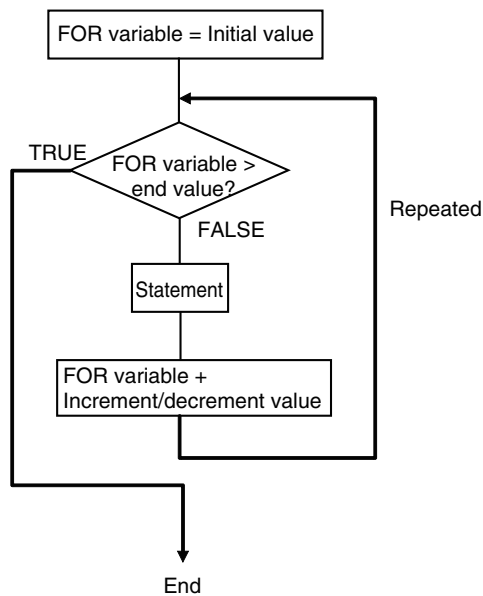 FOR variable = Initial value
TRUE
FOR variable >
end value?
Repeated
FALSE
Statement
FOR variable +
Increment/decrement value
End